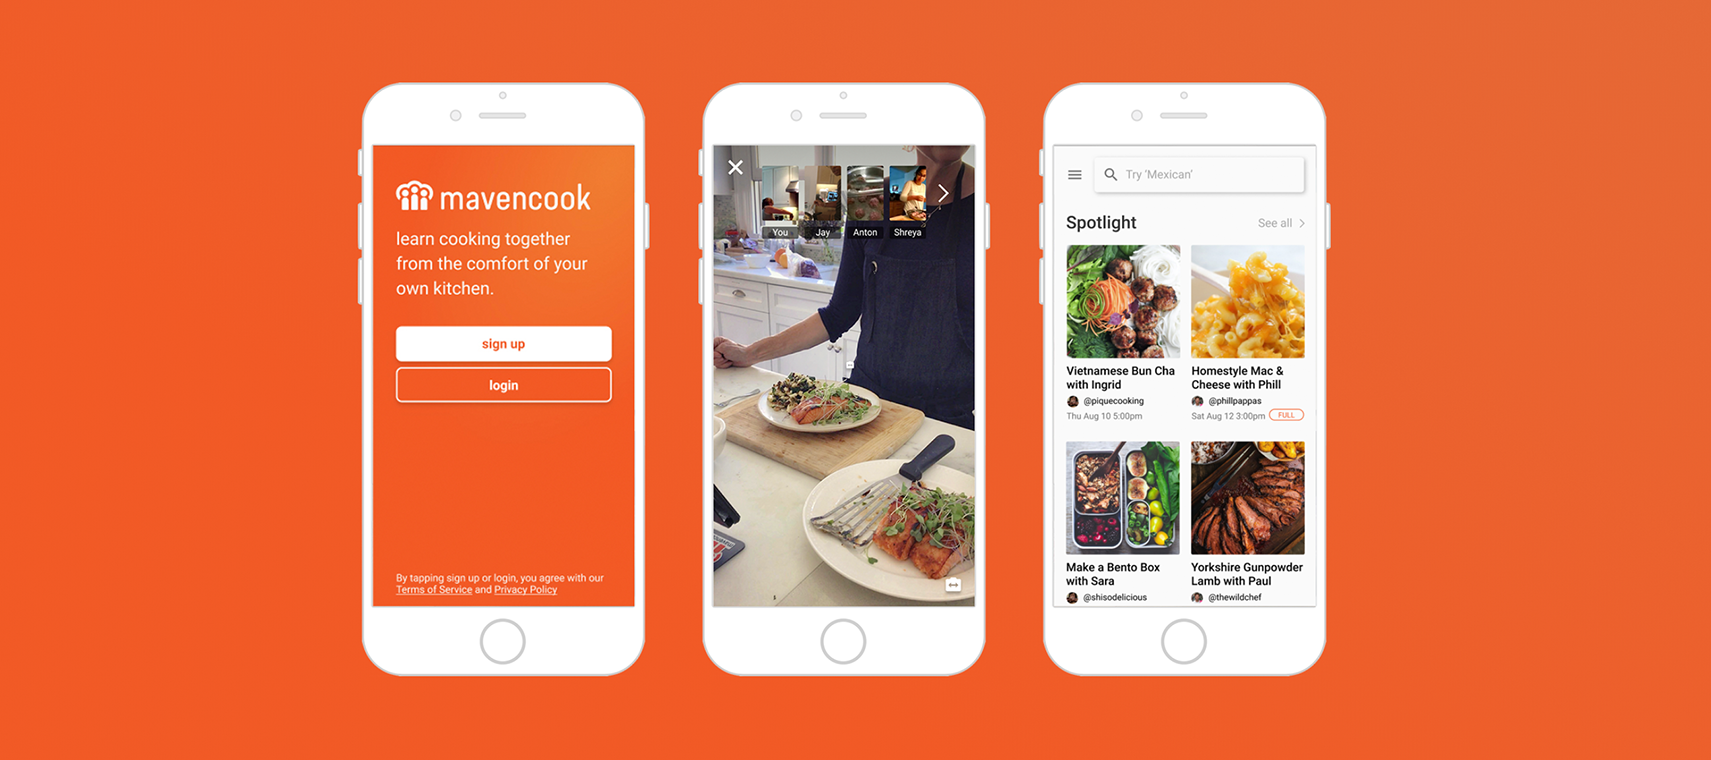 mavencook
learn cooking together
from the comfort of your
own kitchen.
sign up
login
By tapping sign up or login, you agree with our
Terms of Service and Privacy Policy
You
Jay
Anton
Shreya
Try 'Mexican'
Spotlight
See all
Vietnamese Bun Cha
with Ingrid
@piquecooking
Thu Aug 10 5:00pm
Homestyle Mac &
Cheese with Phill
@phillpappas
Sat Aug 12 3:00pm FULL
Make a Bento Box
with Sara
@shisodelicious
Yorkshire Gunpowder
Lamb with Paul
@thewildchef